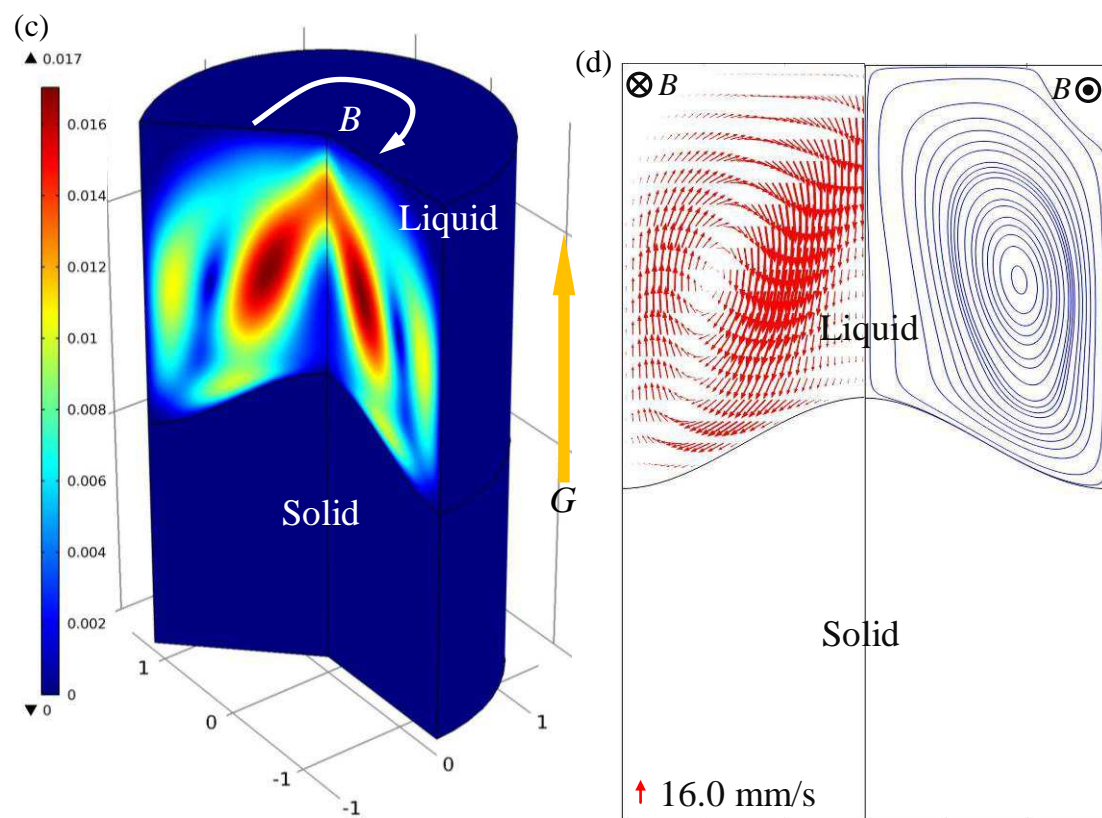 (c)
▲ 0.017
0.016
0.014
0.012
0.01
0.008
0.006
0.004
0.002
0
▼ 0
B
Liquid
Solid
G
1
0
-1
-1
0
1
(d)
⊗ B
B ⊙
Liquid
Solid
16.0 mm/s